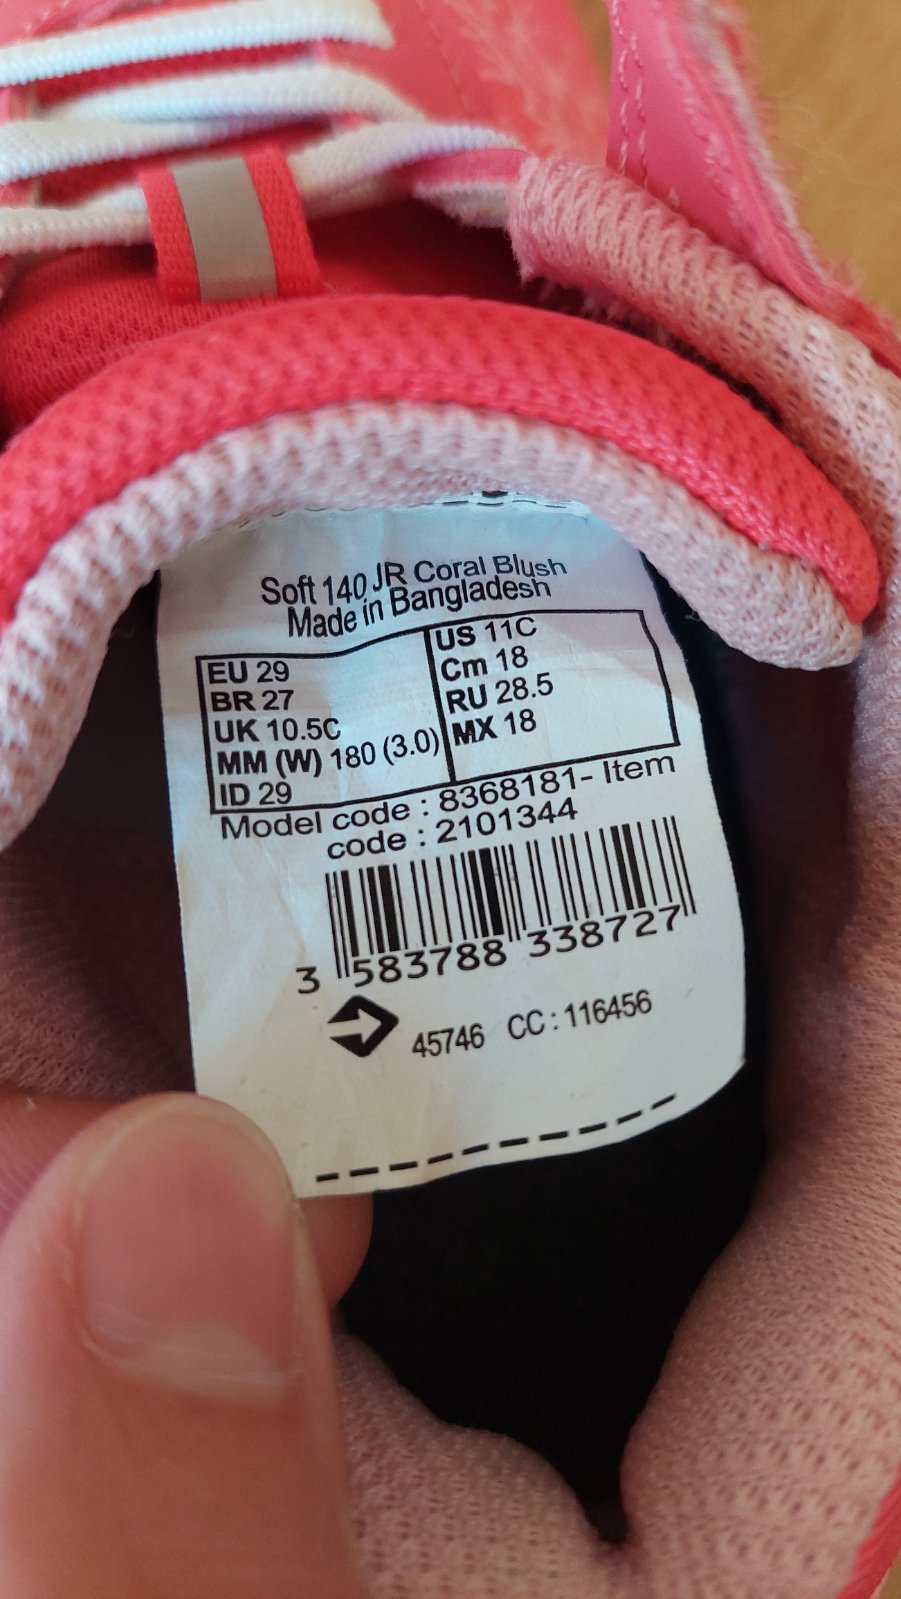 Soft 140 JR Coral Blush
Made in Bangladesh
EU 29
BR 27
UK 10.5C
MM (W) 180 (3.0)
ID 29
US 11C
Cm 18
RU 28.5
MX 18
Model code : 8368181- Item
code : 2101344
3 583788 338727
45746 CC : 116456